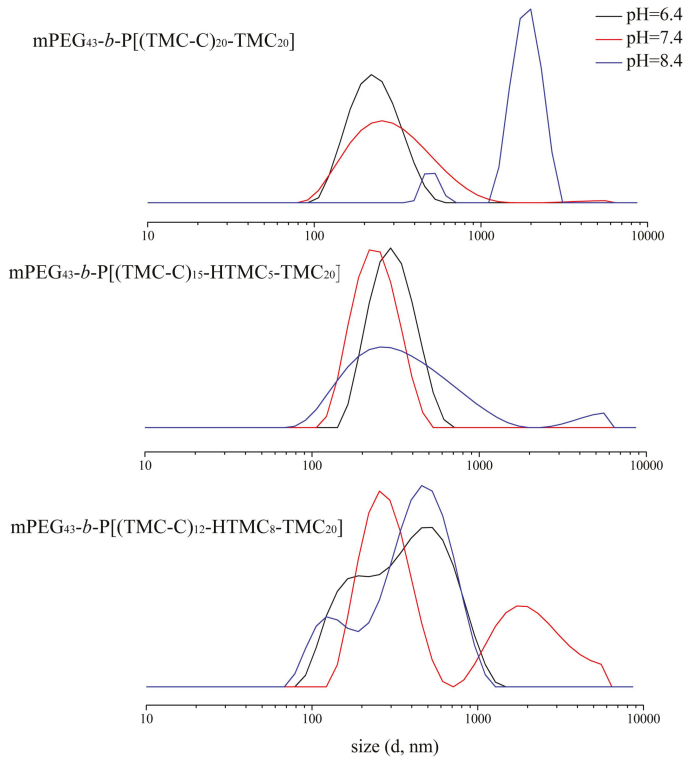 mPEG43-b-P[(TMC-C)20-TMC20]
pH=6.4
pH=7.4
pH=8.4
10 100 1000 10000
mPEG43-b-P[(TMC-C)15-HTMC5-TMC20]
10 100 1000 10000
mPEG43-b-P[(TMC-C)12-HTMC8-TMC20]
10 100 1000 10000
size (d, nm)